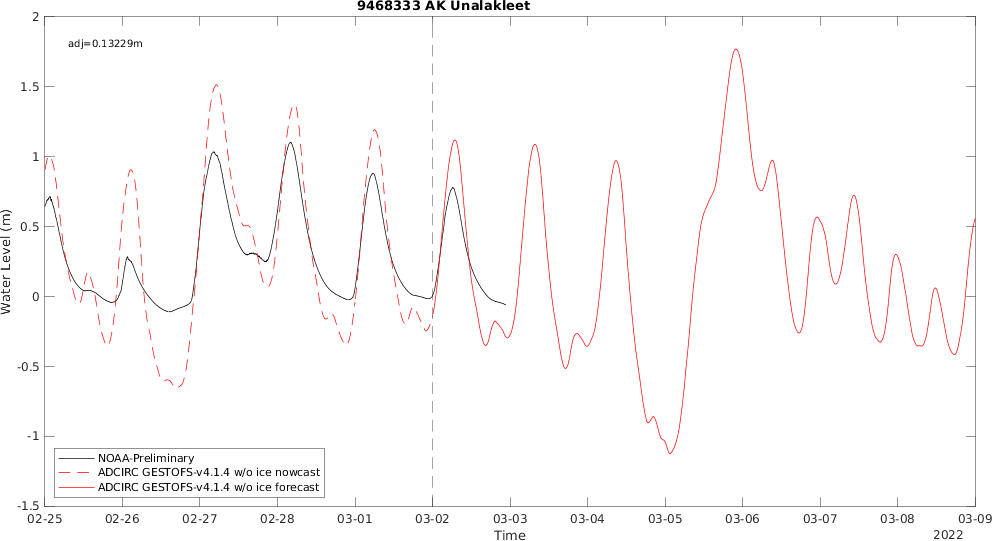 9468333 AK Unalakleet
adj=0.13229m
2
1.5
1
0.5
0
-0.5
-1
-1.5
Water Level (m)
NOAA-Preliminary
ADCIRC GESTOFS-v4.1.4 w/o ice nowcast
ADCIRC GESTOFS-v4.1.4 w/o ice forecast
02-25 02-26 02-27 02-28 03-01 03-02 03-03 03-04 03-05 03-06 03-07 03-08 03-09
Time
2022